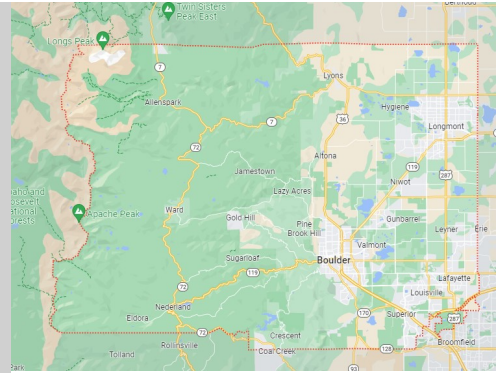 Twin Sisters
Peak East
Longs Peak
7
Lyons
Allenspark
Hygiene
36
7
Longmont
72
Altona
119
Jamestown
287
Niwot
Lazy Acres
Apache Peak
Ward
Gold Hill
Gunbarrel
Pine
Brook Hill
Leyner
Erie
Valmont
Sugarloaf
Boulder
119
Lafayette
72
Louisville
Nederland
Eldora
170
Superior
287
72
Crescent
Rollinsville
Coal Creek
128
Broomfield
Tolland
93